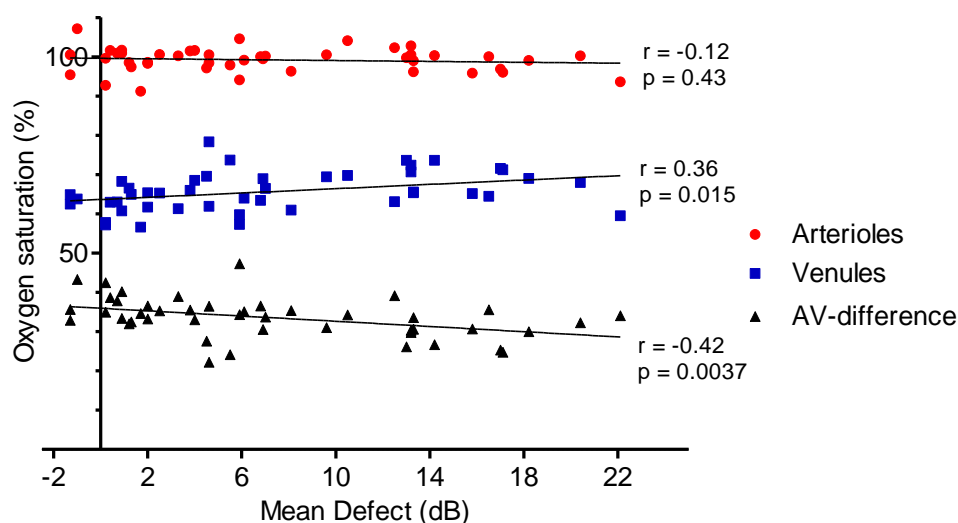 100
50
Oxygen saturation (%)
-2 2 6 10 14 18 22
Mean Defect (dB)
r = -0.12
p = 0.43
r = 0.36
p = 0.015
r = -0.42
p = 0.0037
Arterioles
Venules
AV-difference